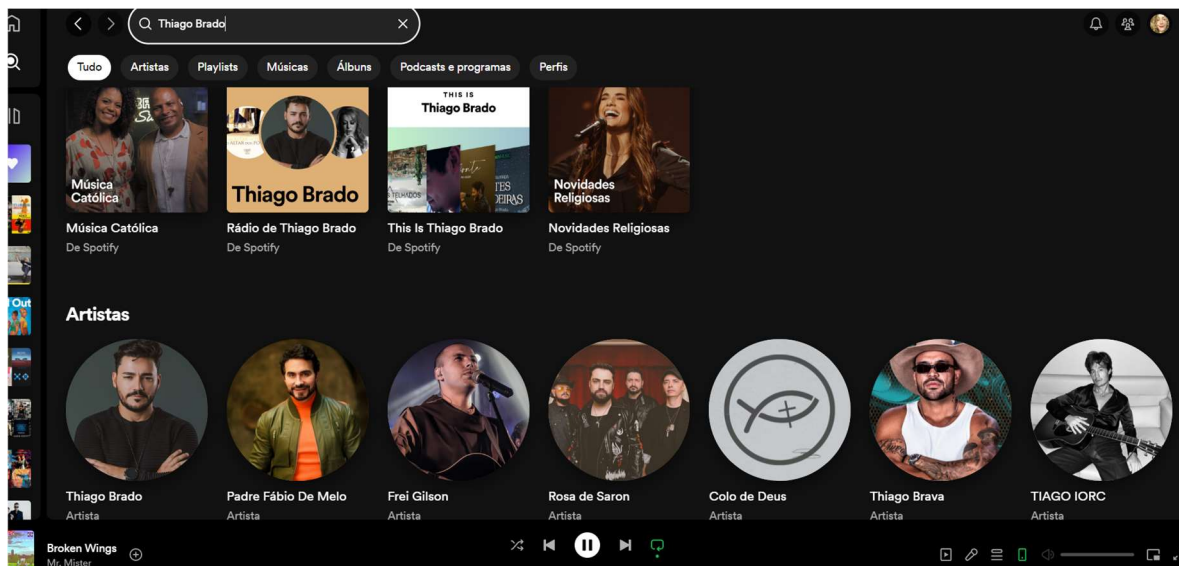 Thiago Brado
Tudo Artistas Playlists Músicas Álbuns Podcasts e programas Perfis
Música
Católica
Thiago Brado
THIS IS
Thiago Brado
Novidades
Religiosas
Música Católica
De Spotify
Rádio de Thiago Brado
De Spotify
This Is Thiago Brado
De Spotify
Novidades Religiosas
De Spotify
Artistas
Thiago Brado
Artista
Padre Fábio De Melo
Artista
Frei Gilson
Artista
Rosa de Saron
Artista
Colo de Deus
Artista
Thiago Brava
Artista
TIAGO IORC
Artista
Broken Wings
Mr. Mister